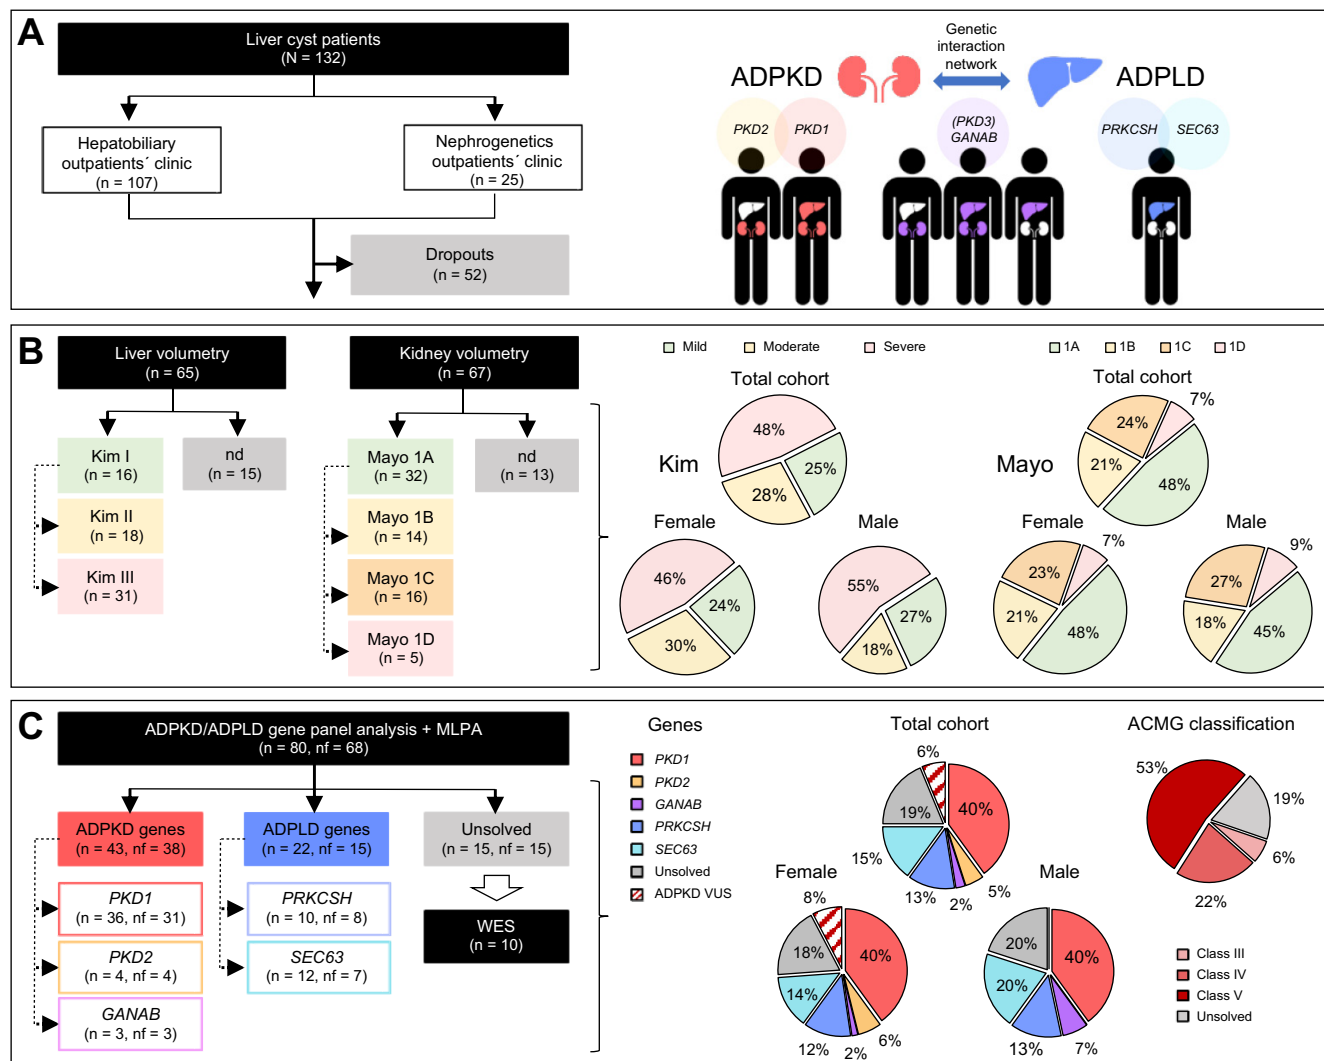 A
Liver cyst patients
(N = 132)
Hepatobiliary
outpatients´ clinic
(n = 107)
Nephrogenetics
outpatients´ clinic
(n = 25)
Dropouts
(n = 52)
Genetic
interaction
network
ADPKD
ADPLD
PKD2
PKD1
(PKD3)
GANAB
PRKCSH
SEC63
B
Liver volumetry
(n = 65)
Kidney volumetry
(n = 67)
Kim I
(n = 16)
nd
(n = 15)
Kim II
(n = 18)
Kim III
(n = 31)
Mayo 1A
(n = 32)
nd
(n = 13)
Mayo 1B
(n = 14)
Mayo 1C
(n = 16)
Mayo 1D
(n = 5)
Mild
Moderate
Severe
Total cohort
48%
25%
28%
Kim
Female
46%
24%
30%
Male
55%
27%
18%
1A
1B
1C
1D
Total cohort
7%
24%
21%
48%
Mayo
Female
7%
23%
21%
48%
Male
9%
27%
18%
45%
C
ADPKD/ADPLD gene panel analysis + MLPA
(n = 80, nf = 68)
ADPKD genes
(n = 43, nf = 38)
ADPLD genes
(n = 22, nf = 15)
Unsolved
(n = 15, nf = 15)
PKD1
(n = 36, nf = 31)
PKD2
(n = 4, nf = 4)
GANAB
(n = 3, nf = 3)
PRKCSH
(n = 10, nf = 8)
SEC63
(n = 12, nf = 7)
WES
(n = 10)
Genes
PKD1
PKD2
GANAB
PRKCSH
SEC63
Unsolved
ADPKD VUS
Total cohort
6%
40%
19%
15%
13%
2%
5%
Female
8%
40%
18%
14%
12%
2%
6%
Male
20%
40%
20%
13%
7%
ACMG classification
53%
19%
6%
22%
Class III
Class IV
Class V
Unsolved